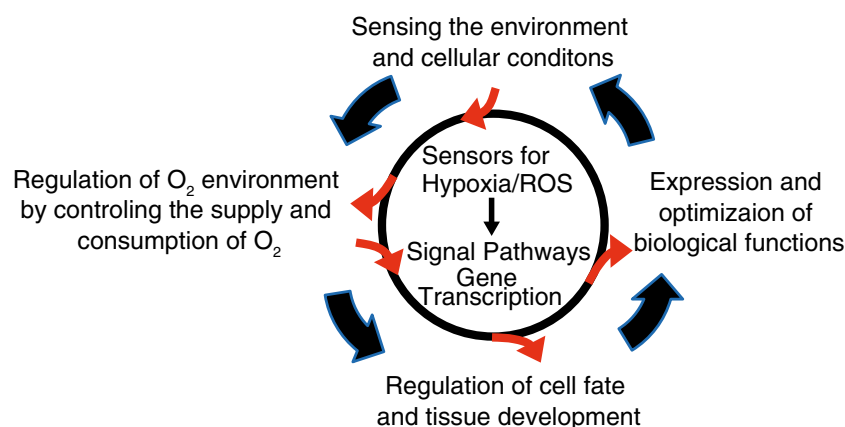 Sensing the environment
and cellular conditons
Sensors for
Hypoxia/ROS
Signal Pathways
Gene
Transcription
Regulation of O₂ environment
by controling the supply and
consumption of O₂
Expression and
optimizaion of
biological functions
Regulation of cell fate
and tissue development